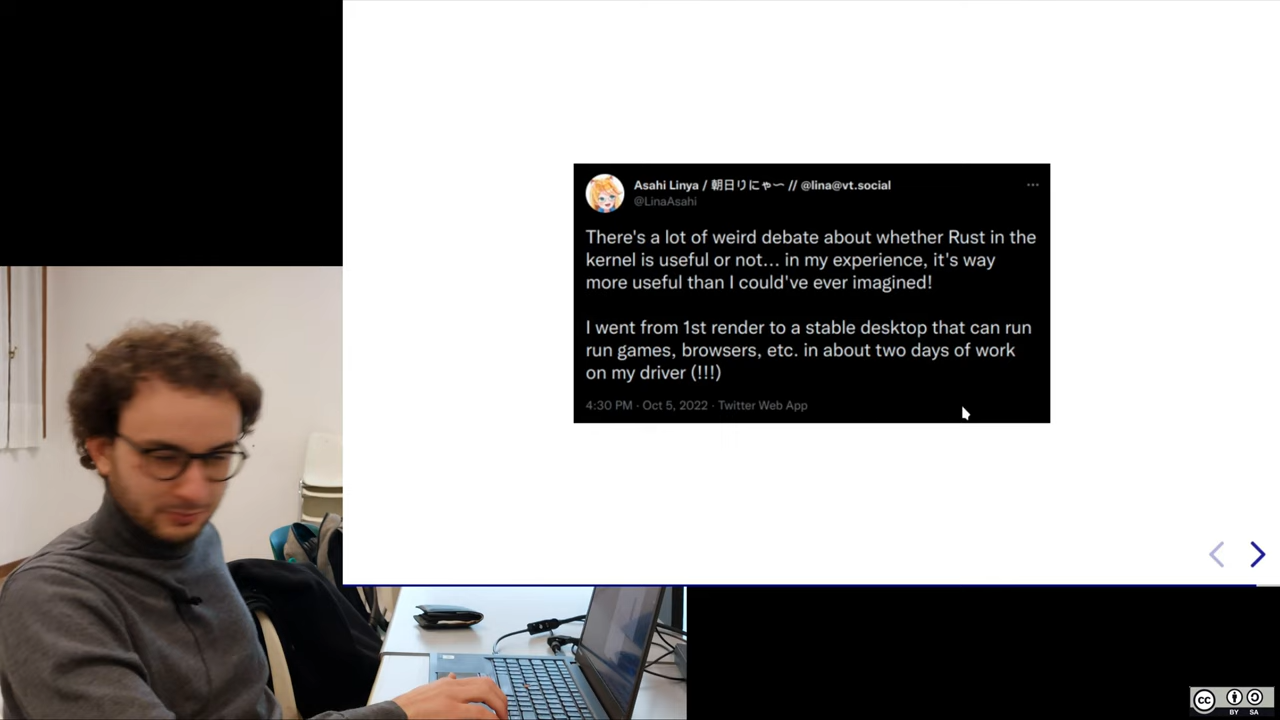 Asahi Linya / 朝日りにゃ〜 // @lina@vt.social
@LinaAsahi
There's a lot of weird debate about whether Rust in the
kernel is useful or not... in my experience, it's way
more useful than I could've ever imagined!
I went from 1st render to a stable desktop that can run
run games, browsers, etc. in about two days of work
on my driver (!!!)
4:30 PM · Oct 5, 2022 · Twitter Web App
cc
BY SA